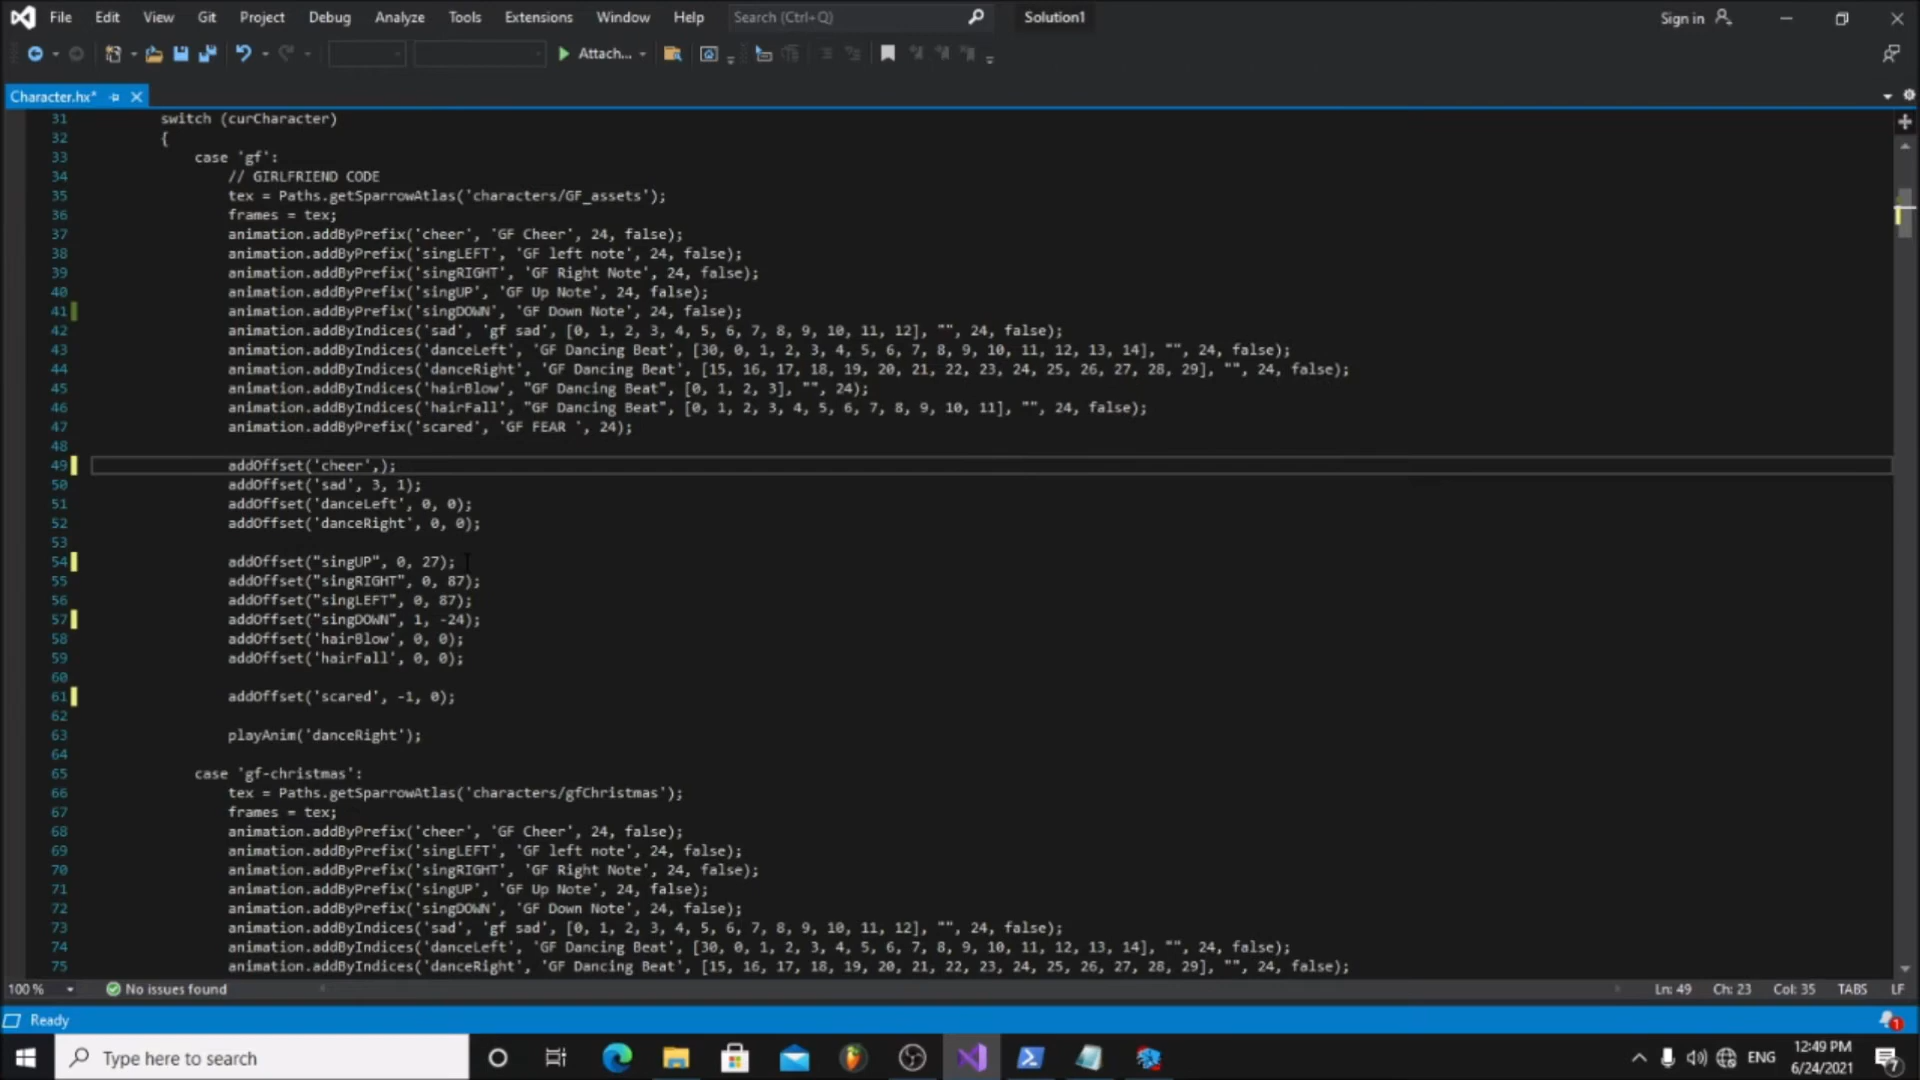 File Edit View Git Project Debug Analyze Tools Extensions Window Help Search (Ctrl+Q) Solution1 Sign in
Attach...
Character.hx*
31 switch (curCharacter)
32 {
33 case 'gf':
34 // GIRLFRIEND CODE
35 tex = Paths.getSparrowAtlas('characters/GF_assets');
36 frames = tex;
37 animation.addByPrefix('cheer', 'GF Cheer', 24, false);
38 animation.addByPrefix('singLEFT', 'GF left note', 24, false);
39 animation.addByPrefix('singRIGHT', 'GF Right Note', 24, false);
40 animation.addByPrefix('singUP', 'GF Up Note', 24, false);
41 animation.addByPrefix('singDOWN', 'GF Down Note', 24, false);
42 animation.addByIndices('sad', 'gf sad', [0, 1, 2, 3, 4, 5, 6, 7, 8, 9, 10, 11, 12], "", 24, false);
43 animation.addByIndices('danceLeft', 'GF Dancing Beat', [30, 0, 1, 2, 3, 4, 5, 6, 7, 8, 9, 10, 11, 12, 13, 14], "", 24, false);
44 animation.addByIndices('danceRight', 'GF Dancing Beat', [15, 16, 17, 18, 19, 20, 21, 22, 23, 24, 25, 26, 27, 28, 29], "", 24, false);
45 animation.addByIndices('hairBlow', "GF Dancing Beat", [0, 1, 2, 3], "", 24);
46 animation.addByIndices('hairFall', "GF Dancing Beat", [0, 1, 2, 3, 4, 5, 6, 7, 8, 9, 10, 11], "", 24, false);
47 animation.addByPrefix('scared', 'GF FEAR ', 24);
48
49 addOffset('cheer',);
50 addOffset('sad', 3, 1);
51 addOffset('danceLeft', 0, 0);
52 addOffset('danceRight', 0, 0);
53
54 addOffset("singUP", 0, 27);
55 addOffset("singRIGHT", 0, 87);
56 addOffset("singLEFT", 0, 87);
57 addOffset("singDOWN", 1, -24);
58 addOffset('hairBlow', 0, 0);
59 addOffset('hairFall', 0, 0);
60
61 addOffset('scared', -1, 0);
62
63 playAnim('danceRight');
64
65 case 'gf-christmas':
66 tex = Paths.getSparrowAtlas('characters/gfChristmas');
67 frames = tex;
68 animation.addByPrefix('cheer', 'GF Cheer', 24, false);
69 animation.addByPrefix('singLEFT', 'GF left note', 24, false);
70 animation.addByPrefix('singRIGHT', 'GF Right Note', 24, false);
71 animation.addByPrefix('singUP', 'GF Up Note', 24, false);
72 animation.addByPrefix('singDOWN', 'GF Down Note', 24, false);
73 animation.addByIndices('sad', 'gf sad', [0, 1, 2, 3, 4, 5, 6, 7, 8, 9, 10, 11, 12], "", 24, false);
74 animation.addByIndices('danceLeft', 'GF Dancing Beat', [30, 0, 1, 2, 3, 4, 5, 6, 7, 8, 9, 10, 11, 12, 13, 14], "", 24, false);
75 animation.addByIndices('danceRight', 'GF Dancing Beat', [15, 16, 17, 18, 19, 20, 21, 22, 23, 24, 25, 26, 27, 28, 29], "", 24, false);
100 % No issues found Ln: 49 Ch: 23 Col: 35 TABS LF
Ready 1
Type here to search ENG 12:49 PM
6/24/2021 7